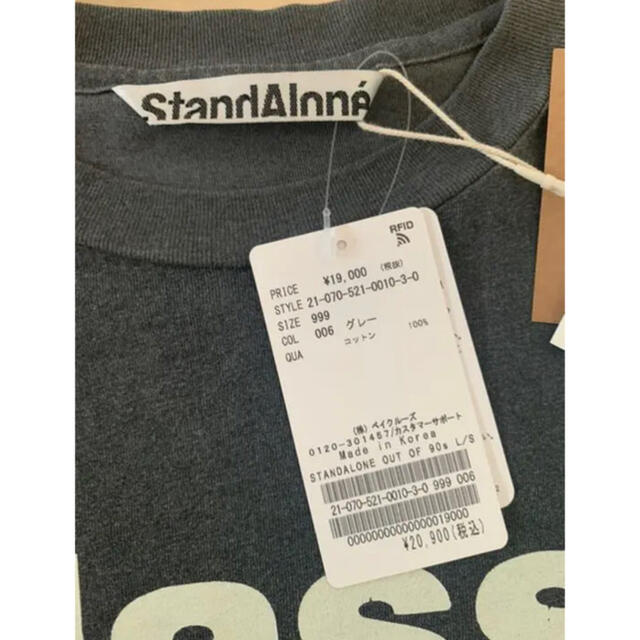 StandAloné
RFID
PRICE ¥19,000 (税抜)
STYLE 21-070-521-0010-3-0
SIZE 999
COL 006 グレー
QUA コットン 100%
(株) ベイクルーズ
0120-301457/カスタマーサポート
Made in Korea
STANDALONE OUT OF 90s L/S
21-070-521-0010-3-0 999 006
0000000000000019000
¥20,900(税込)